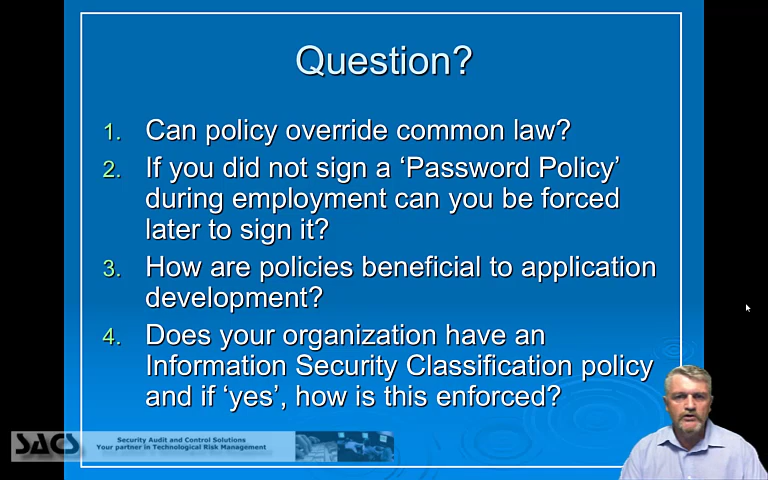 Question?
1. Can policy override common law?
2. If you did not sign a ‘Password Policy’
during employment can you be forced
later to sign it?
3. How are policies beneficial to application
development?
4. Does your organization have an
Information Security Classification policy
and if ‘yes’, how is this enforced?
SACS
Security Audit and Control Solutions
Your partner in Technological Risk Management